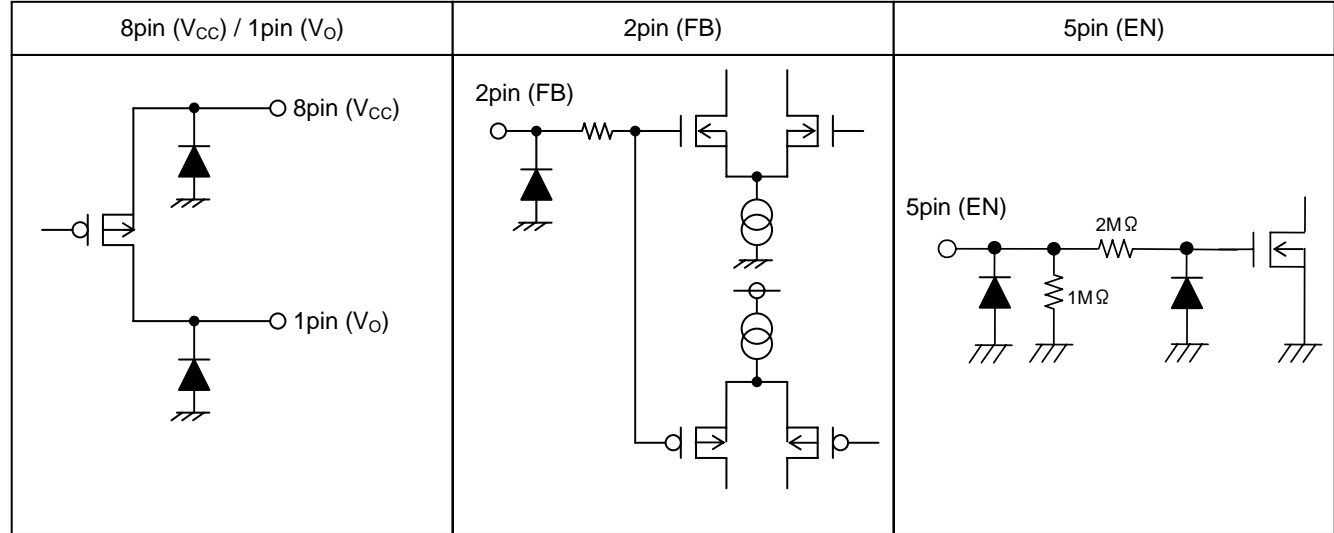 8pin (VCC) / 1pin (VO)
2pin (FB)
5pin (EN)
8pin (VCC)
1pin (VO)
2pin (FB)
5pin (EN)
2MΩ
1MΩ